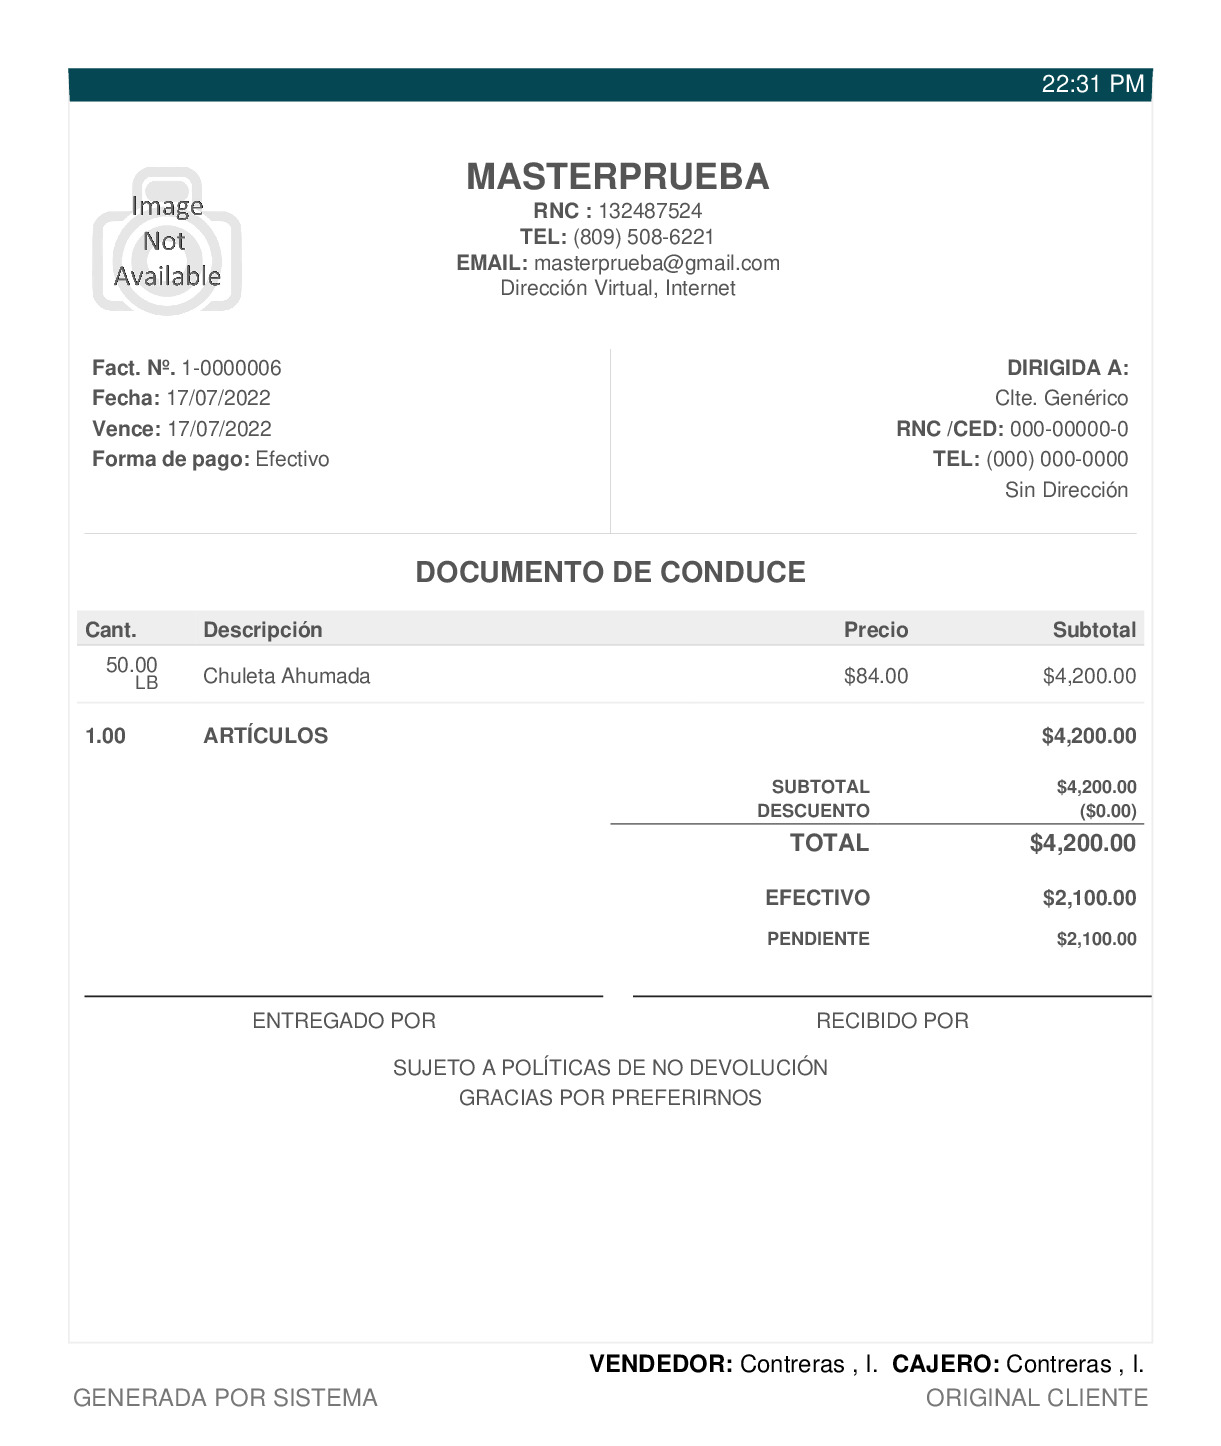 22:31 PM
Image
Not
Available
MASTERPRUEBA
RNC : 132487524
TEL: (809) 508-6221
EMAIL: masterprueba@gmail.com
Dirección Virtual, Internet
Fact. Nº. 1-0000006
Fecha: 17/07/2022
Vence: 17/07/2022
Forma de pago: Efectivo
DIRIGIDA A:
Clte. Genérico
RNC /CED: 000-00000-0
TEL: (000) 000-0000
Sin Dirección
DOCUMENTO DE CONDUCE
Cant. Descripción Precio Subtotal
50.00 LB Chuleta Ahumada $84.00 $4,200.00
1.00 ARTÍCULOS $4,200.00
SUBTOTAL $4,200.00
DESCUENTO ($0.00)
TOTAL $4,200.00
EFECTIVO $2,100.00
PENDIENTE $2,100.00
ENTREGADO POR RECIBIDO POR
SUJETO A POLÍTICAS DE NO DEVOLUCIÓN
GRACIAS POR PREFERIRNOS
VENDEDOR: Contreras , I. CAJERO: Contreras , I.
GENERADA POR SISTEMA ORIGINAL CLIENTE